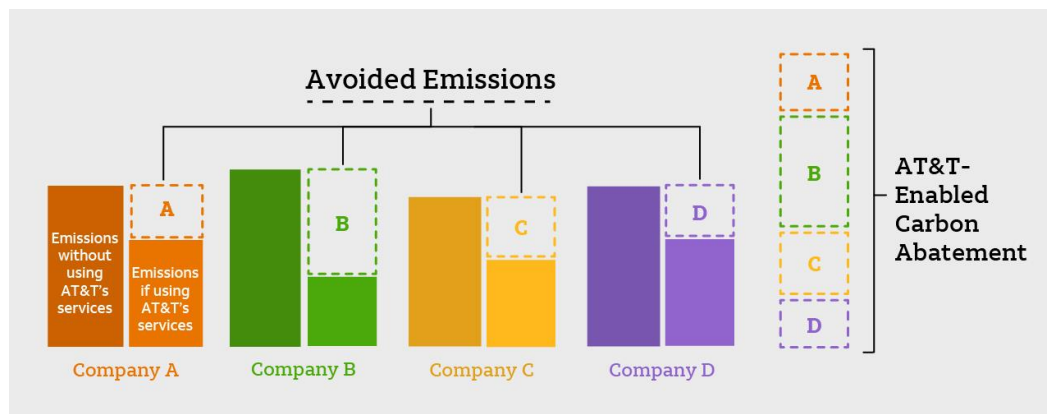 Avoided Emissions
A
B
C
D
Emissions
without
using
AT&T's
services
Emissions
if using
AT&T's
services
Company A
Company B
Company C
Company D
A
B
C
D
AT&T-
Enabled
Carbon
Abatement